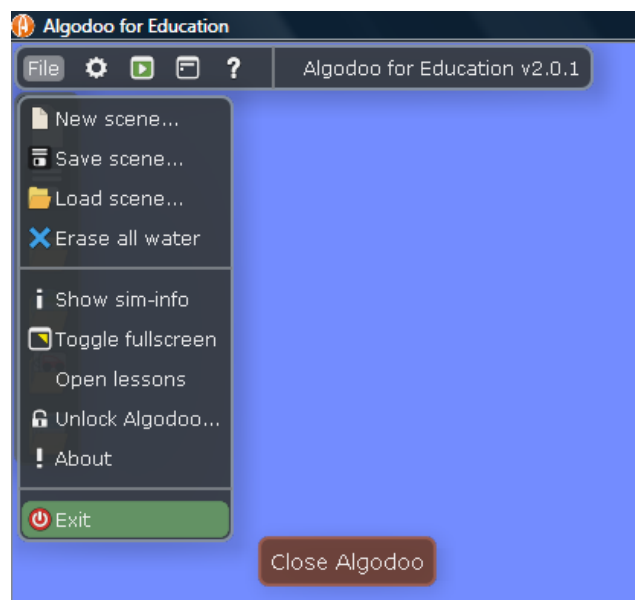 Algodoo for Education
File ? Algodoo for Education v2.0.1
New scene...
Save scene...
Load scene...
Erase all water
Show sim-info
Toggle fullscreen
Open lessons
Unlock Algodoo...
About
Exit
Close Algodoo